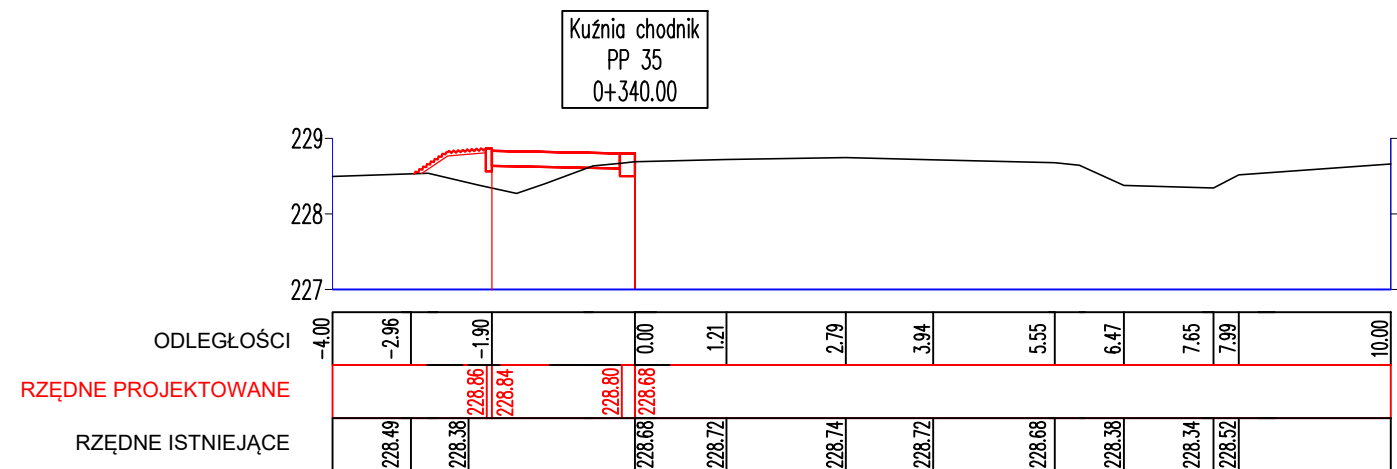 Kuźnia chodnik
PP 35
0+340.00
229
228
227
ODLEGŁOŚCI -4.00 -2.96 -1.90 0.00 1.21 2.79 3.94 5.55 6.47 7.65 7.99 10.00
RZĘDNE PROJEKTOWANE 228.86 228.84 228.80 228.68
RZĘDNE ISTNIEJĄCE 228.49 228.38 228.68 228.72 228.74 228.72 228.68 228.38 228.34 228.52